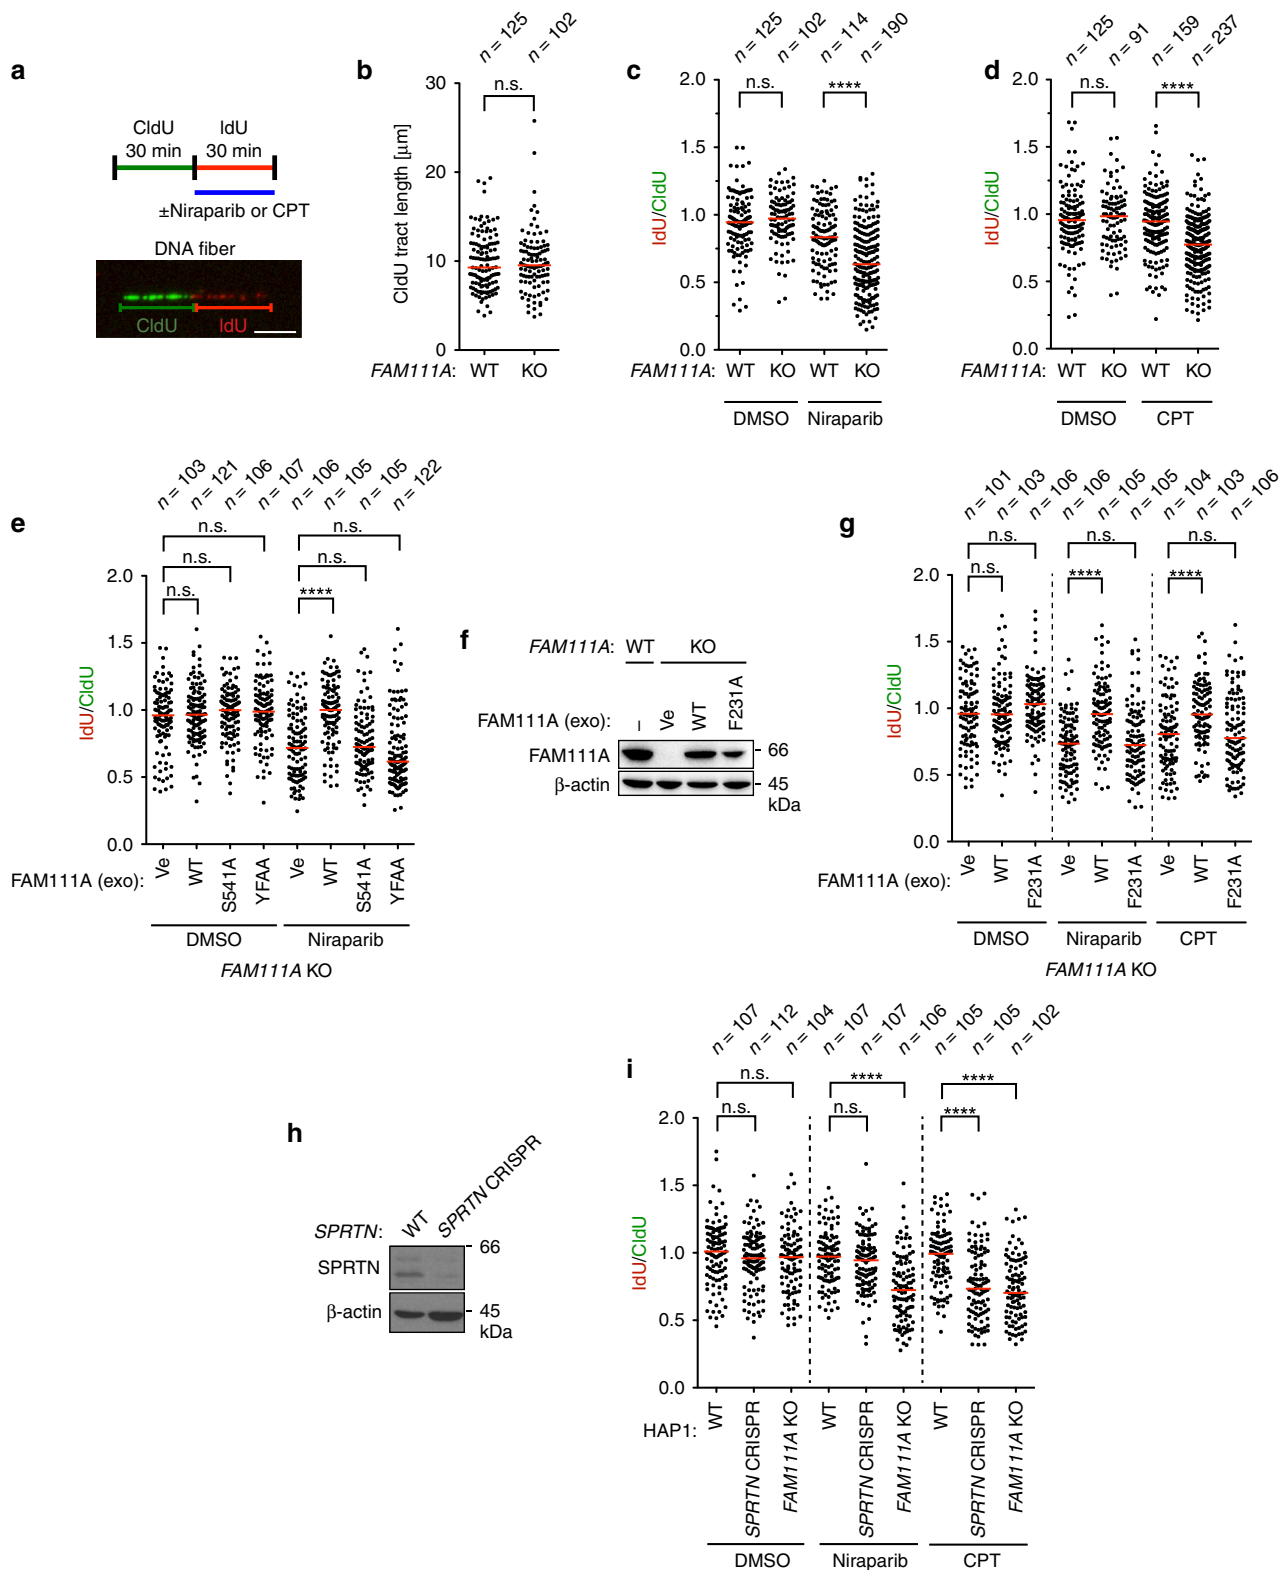 a
CldU
30 min
IdU
30 min
±Niraparib or CPT
DNA fiber
CldU
IdU
b
n = 125
n = 102
n.s.
CldU tract length [μm]
30
20
10
0
FAM111A: WT KO
c
n = 125
n = 102
n = 114
n = 190
n.s.
****
IdU/CldU
2.0
1.5
1.0
0.5
0.0
FAM111A: WT KO WT KO
DMSO Niraparib
d
n = 125
n = 91
n = 159
n = 237
n.s.
****
IdU/CldU
2.0
1.5
1.0
0.5
0.0
FAM111A: WT KO WT KO
DMSO CPT
e
n = 103
n = 121
n = 106
n = 107
n = 106
n = 105
n = 105
n = 122
n.s.
n.s.
n.s.
n.s.
n.s.
****
IdU/CldU
2.0
1.5
1.0
0.5
0.0
FAM111A (exo): Ve WT S541A YFAA Ve WT S541A YFAA
DMSO Niraparib
FAM111A KO
f
FAM111A: WT KO
FAM111A (exo): – Ve WT F231A
FAM111A 66
β-actin 45
kDa
g
n = 101
n = 103
n = 106
n = 106
n = 105
n = 105
n = 104
n = 103
n = 106
n.s.
n.s.
n.s.
n.s.
****
****
IdU/CldU
2.0
1.5
1.0
0.5
0.0
FAM111A (exo): Ve WT F231A Ve WT F231A Ve WT F231A
DMSO Niraparib CPT
FAM111A KO
h
SPRTN: WT SPRTN CRISPR
66
SPRTN
β-actin 45
kDa
i
n = 107
n = 112
n = 104
n = 107
n = 107
n = 106
n = 105
n = 105
n = 102
n.s.
****
****
n.s.
n.s.
****
IdU/CldU
2.0
1.5
1.0
0.5
0.0
HAP1: WT SPRTN CRISPR FAM111A KO WT SPRTN CRISPR FAM111A KO WT SPRTN CRISPR FAM111A KO
DMSO Niraparib CPT